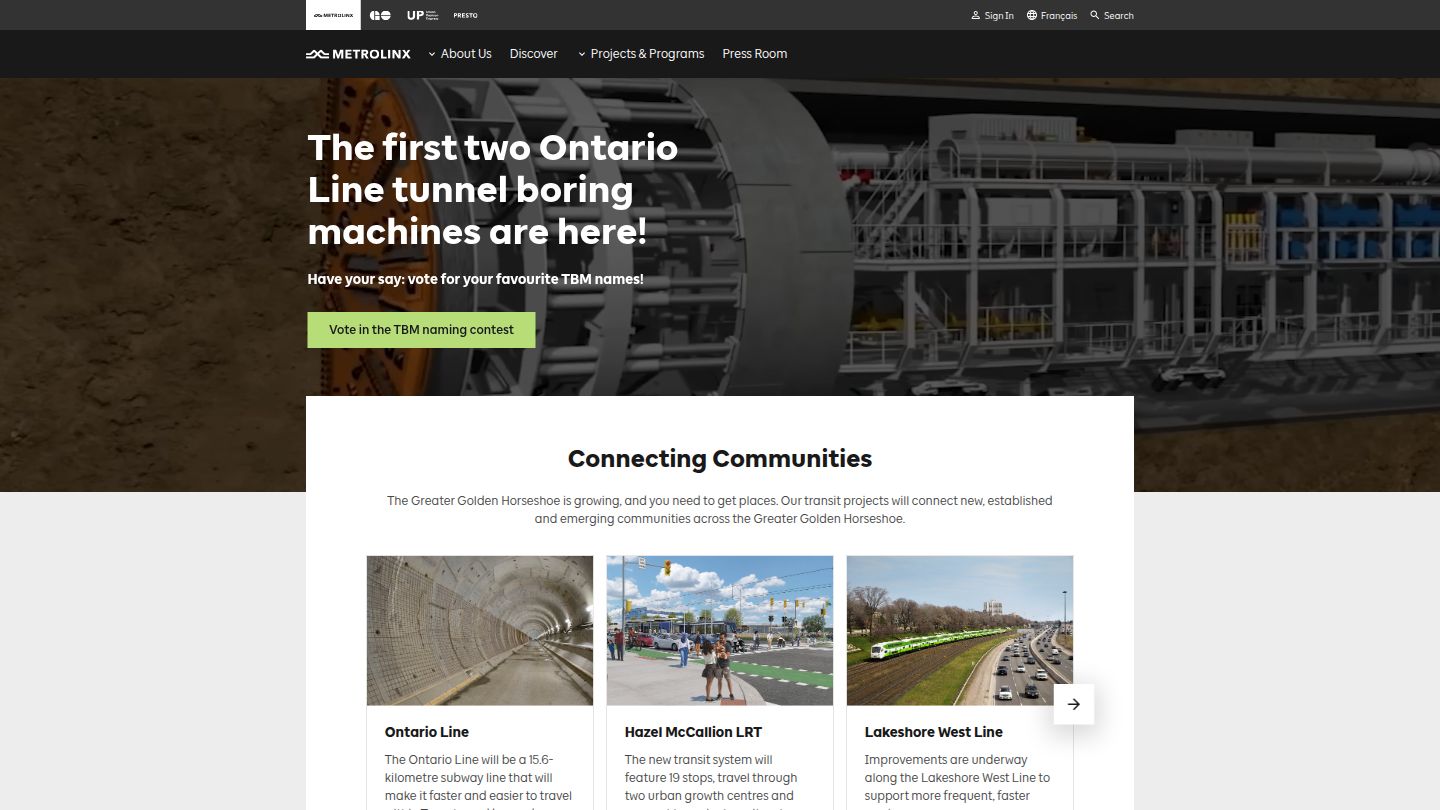 METROLINX GO UP PRESTO Sign In Français Search
METROLINX About Us Discover Projects & Programs Press Room
The first two Ontario
Line tunnel boring
machines are here!
Have your say: vote for your favourite TBM names!
Vote in the TBM naming contest
Connecting Communities
The Greater Golden Horseshoe is growing, and you need to get places. Our transit projects will connect new, established
and emerging communities across the Greater Golden Horseshoe.
Ontario Line
The Ontario Line will be a 15.6-
kilometre subway line that will
make it faster and easier to travel
Hazel McCallion LRT
The new transit system will
feature 19 stops, travel through
two urban growth centres and
Lakeshore West Line
Improvements are underway
along the Lakeshore West Line to
support more frequent, faster